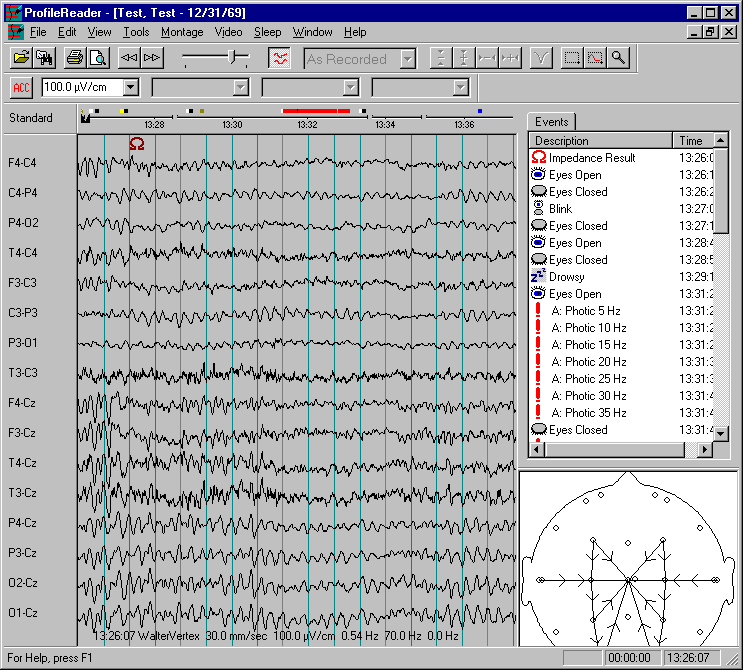 ProfileReader - [Test, Test - 12/31/69]
File Edit View Tools Montage Video Sleep Window Help
As Recorded
ACC 100.0 µV/cm
Standard
13:28 13:30 13:32 13:34 13:36
F4-C4
C4-P4
P4-O2
T4-C4
F3-C3
C3-P3
P3-O1
T3-C3
F4-Cz
F3-Cz
T4-Cz
T3-Cz
P4-Cz
P3-Cz
O2-Cz
O1-Cz
13:26:07 WalterVertex 30.0 mm/sec 100.0 µV/cm 0.54 Hz 70.0 Hz 0.0 Hz
Events
Description Time
Impedance Result 13:26:0
Eyes Open 13:26:1
Eyes Closed 13:26:2
Blink 13:27:0
Eyes Closed 13:27:1
Eyes Open 13:28:4
Eyes Closed 13:28:5
Drowsy 13:29:1
Eyes Open 13:31:2
A: Photic 5 Hz 13:31:2
A: Photic 10 Hz 13:31:2
A: Photic 15 Hz 13:31:2
A: Photic 20 Hz 13:31:3
A: Photic 25 Hz 13:31:3
A: Photic 30 Hz 13:31:4
A: Photic 35 Hz 13:31:4
Eyes Closed 13:31:4
For Help, press F1
00:00:00 13:26:07